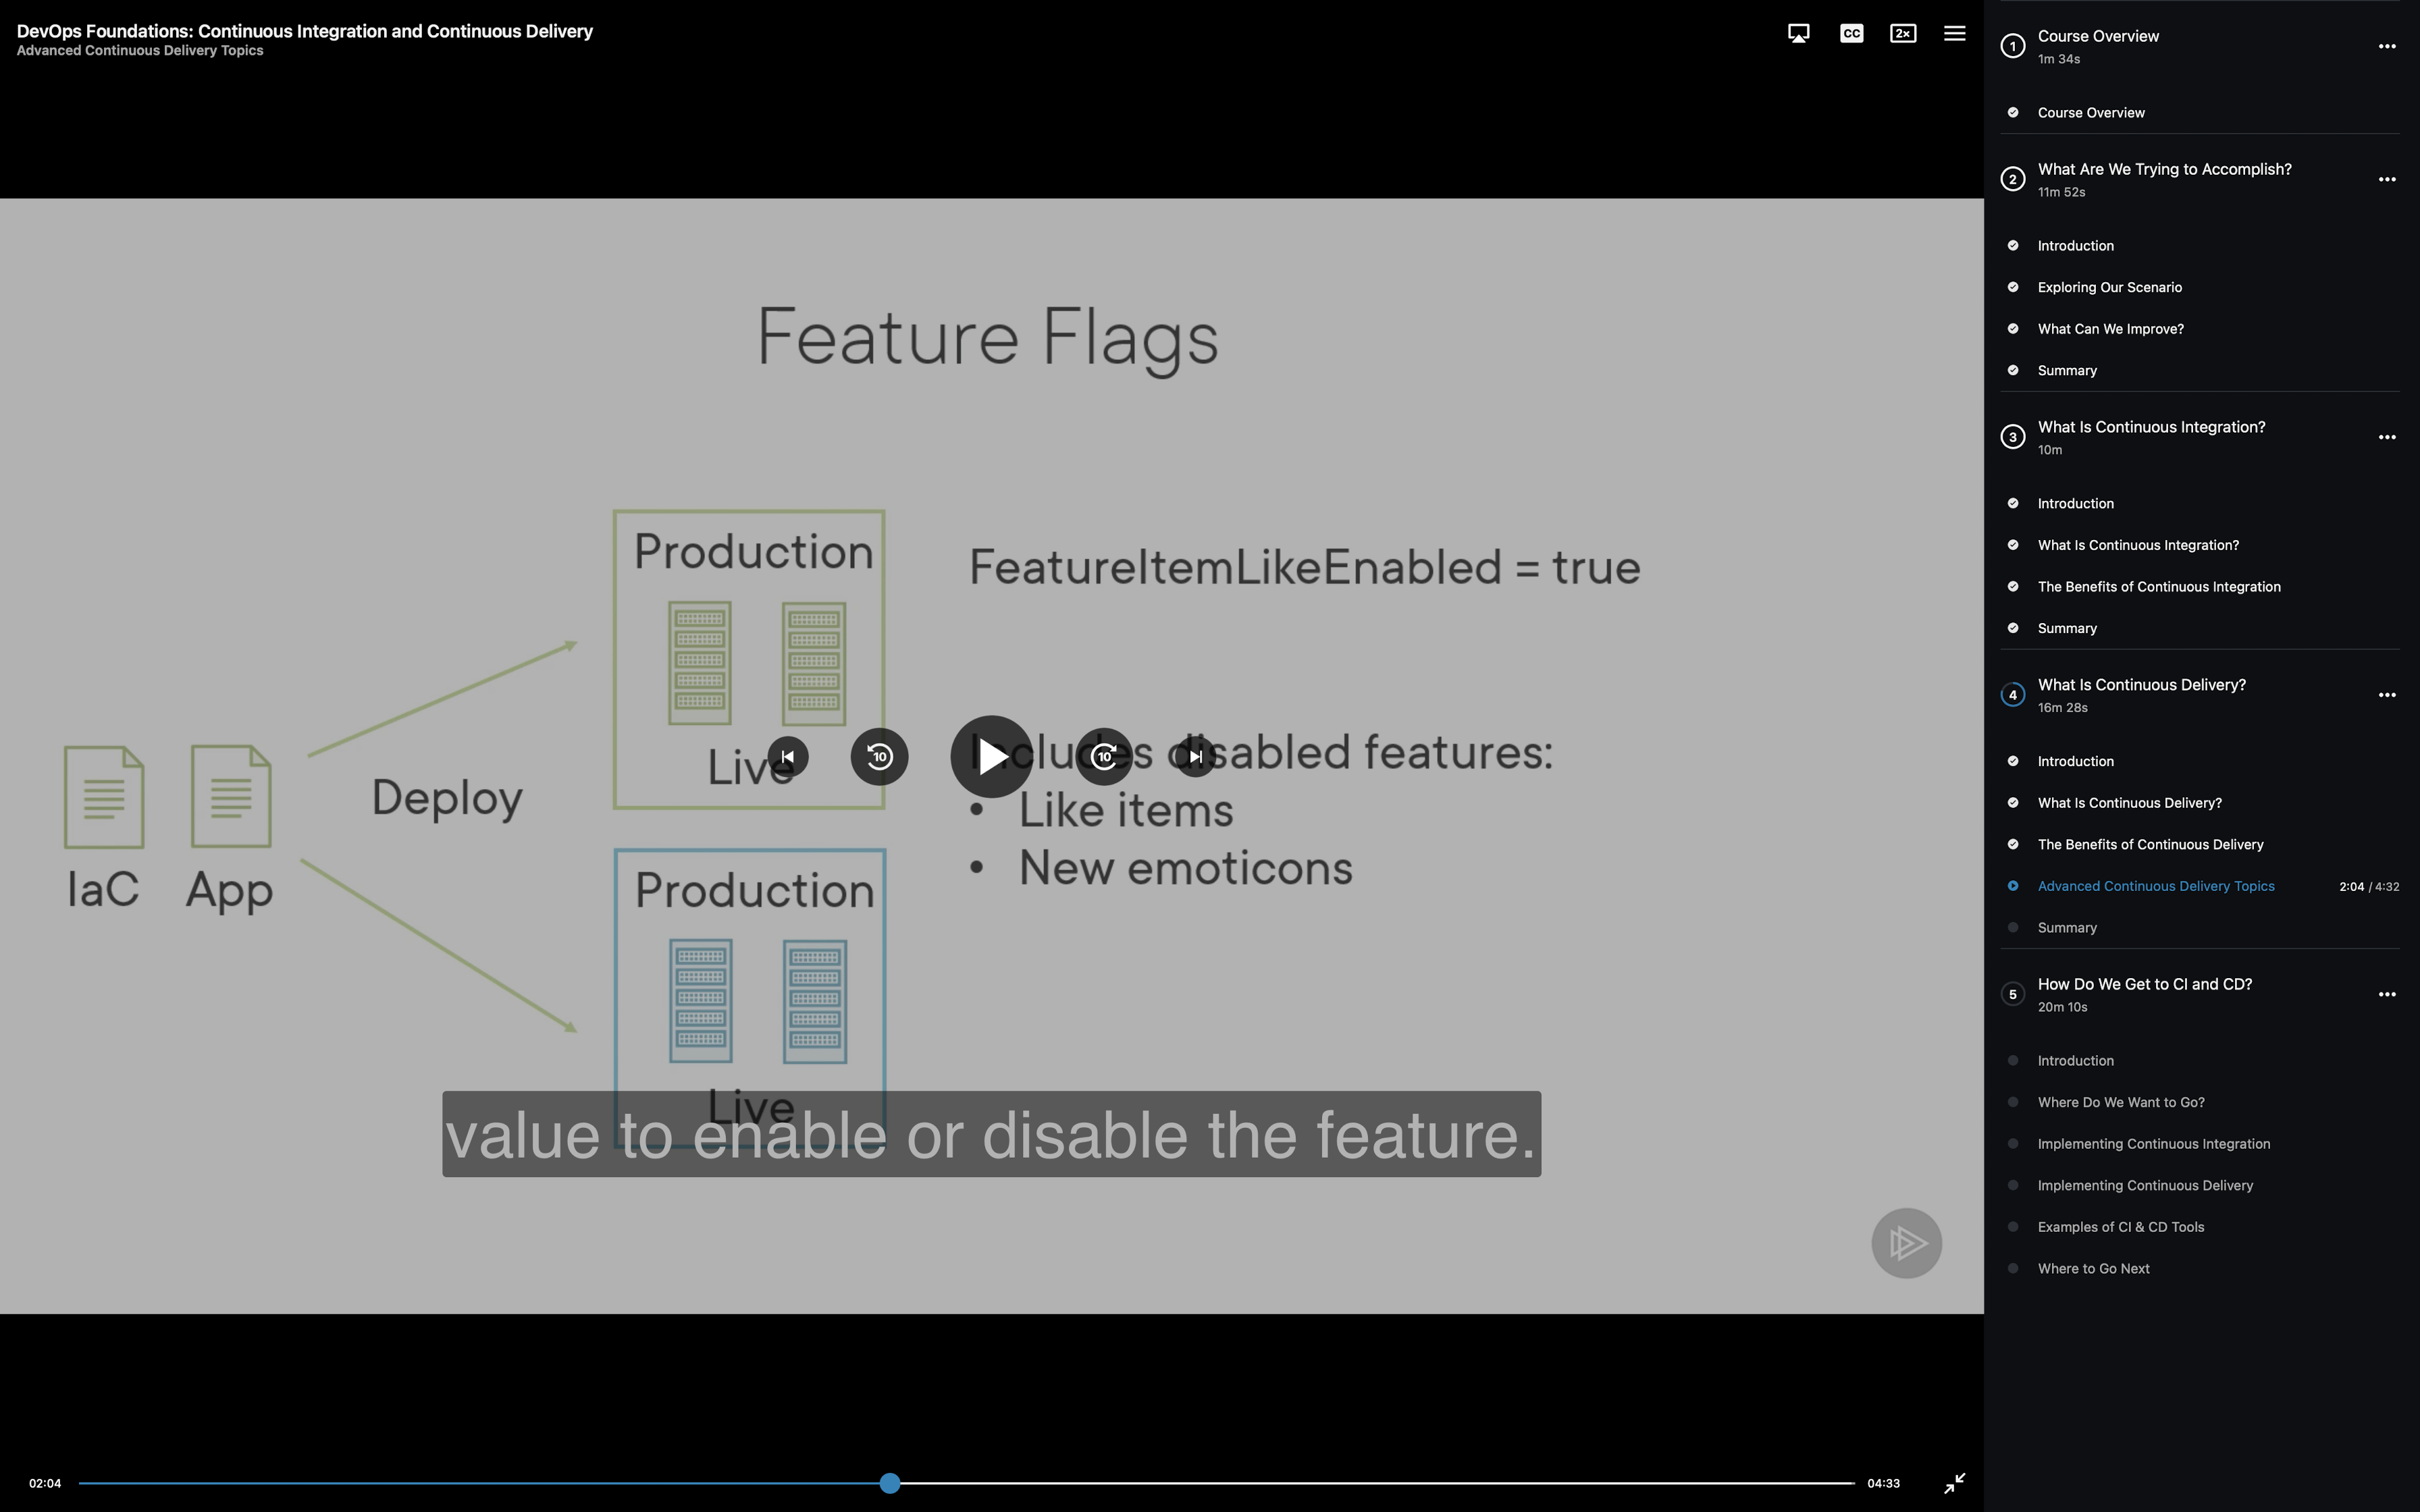 DevOps Foundations: Continuous Integration and Continuous Delivery
Advanced Continuous Delivery Topics
CC
2×
Feature Flags
Production
Live
FeatureItemLikeEnabled = true
Includes disabled features:
• Like items
• New emoticons
10
10
Deploy
IaC
App
Production
Live
value to enable or disable the feature.
02:04
04:33
1
Course Overview
1m 34s
Course Overview
2
What Are We Trying to Accomplish?
11m 52s
Introduction
Exploring Our Scenario
What Can We Improve?
Summary
3
What Is Continuous Integration?
10m
Introduction
What Is Continuous Integration?
The Benefits of Continuous Integration
Summary
4
What Is Continuous Delivery?
16m 28s
Introduction
What Is Continuous Delivery?
The Benefits of Continuous Delivery
Advanced Continuous Delivery Topics 2:04 / 4:32
Summary
5
How Do We Get to CI and CD?
20m 10s
Introduction
Where Do We Want to Go?
Implementing Continuous Integration
Implementing Continuous Delivery
Examples of CI & CD Tools
Where to Go Next